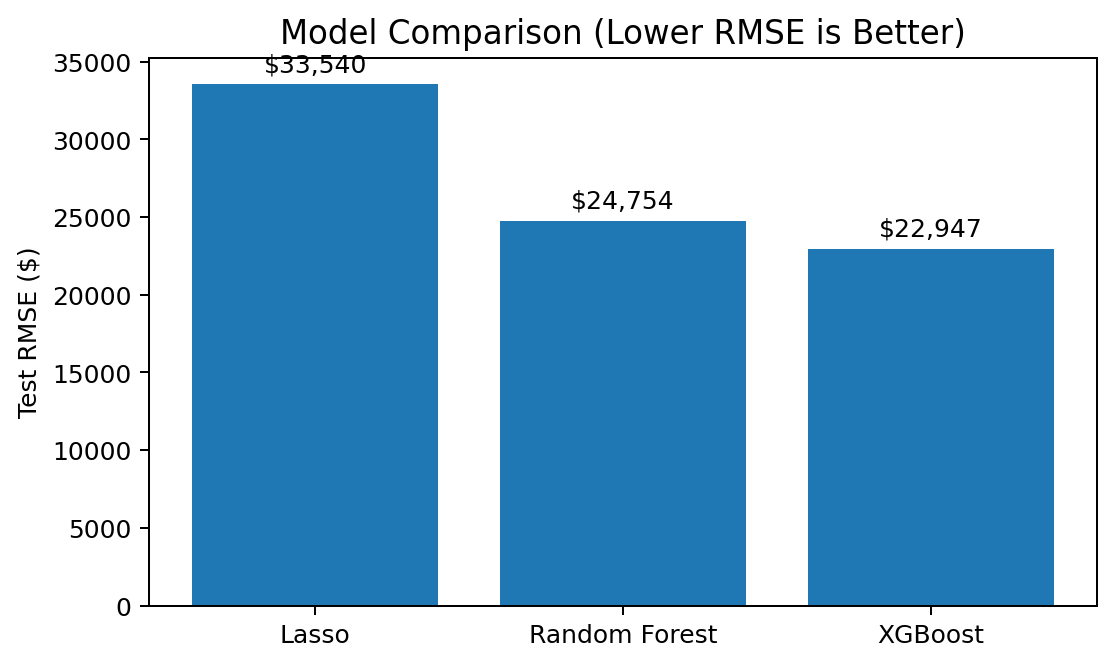 Model Comparison (Lower RMSE is Better)
Test RMSE ($)
35000
30000
25000
20000
15000
10000
5000
0
$33,540
$24,754
$22,947
Lasso
Random Forest
XGBoost